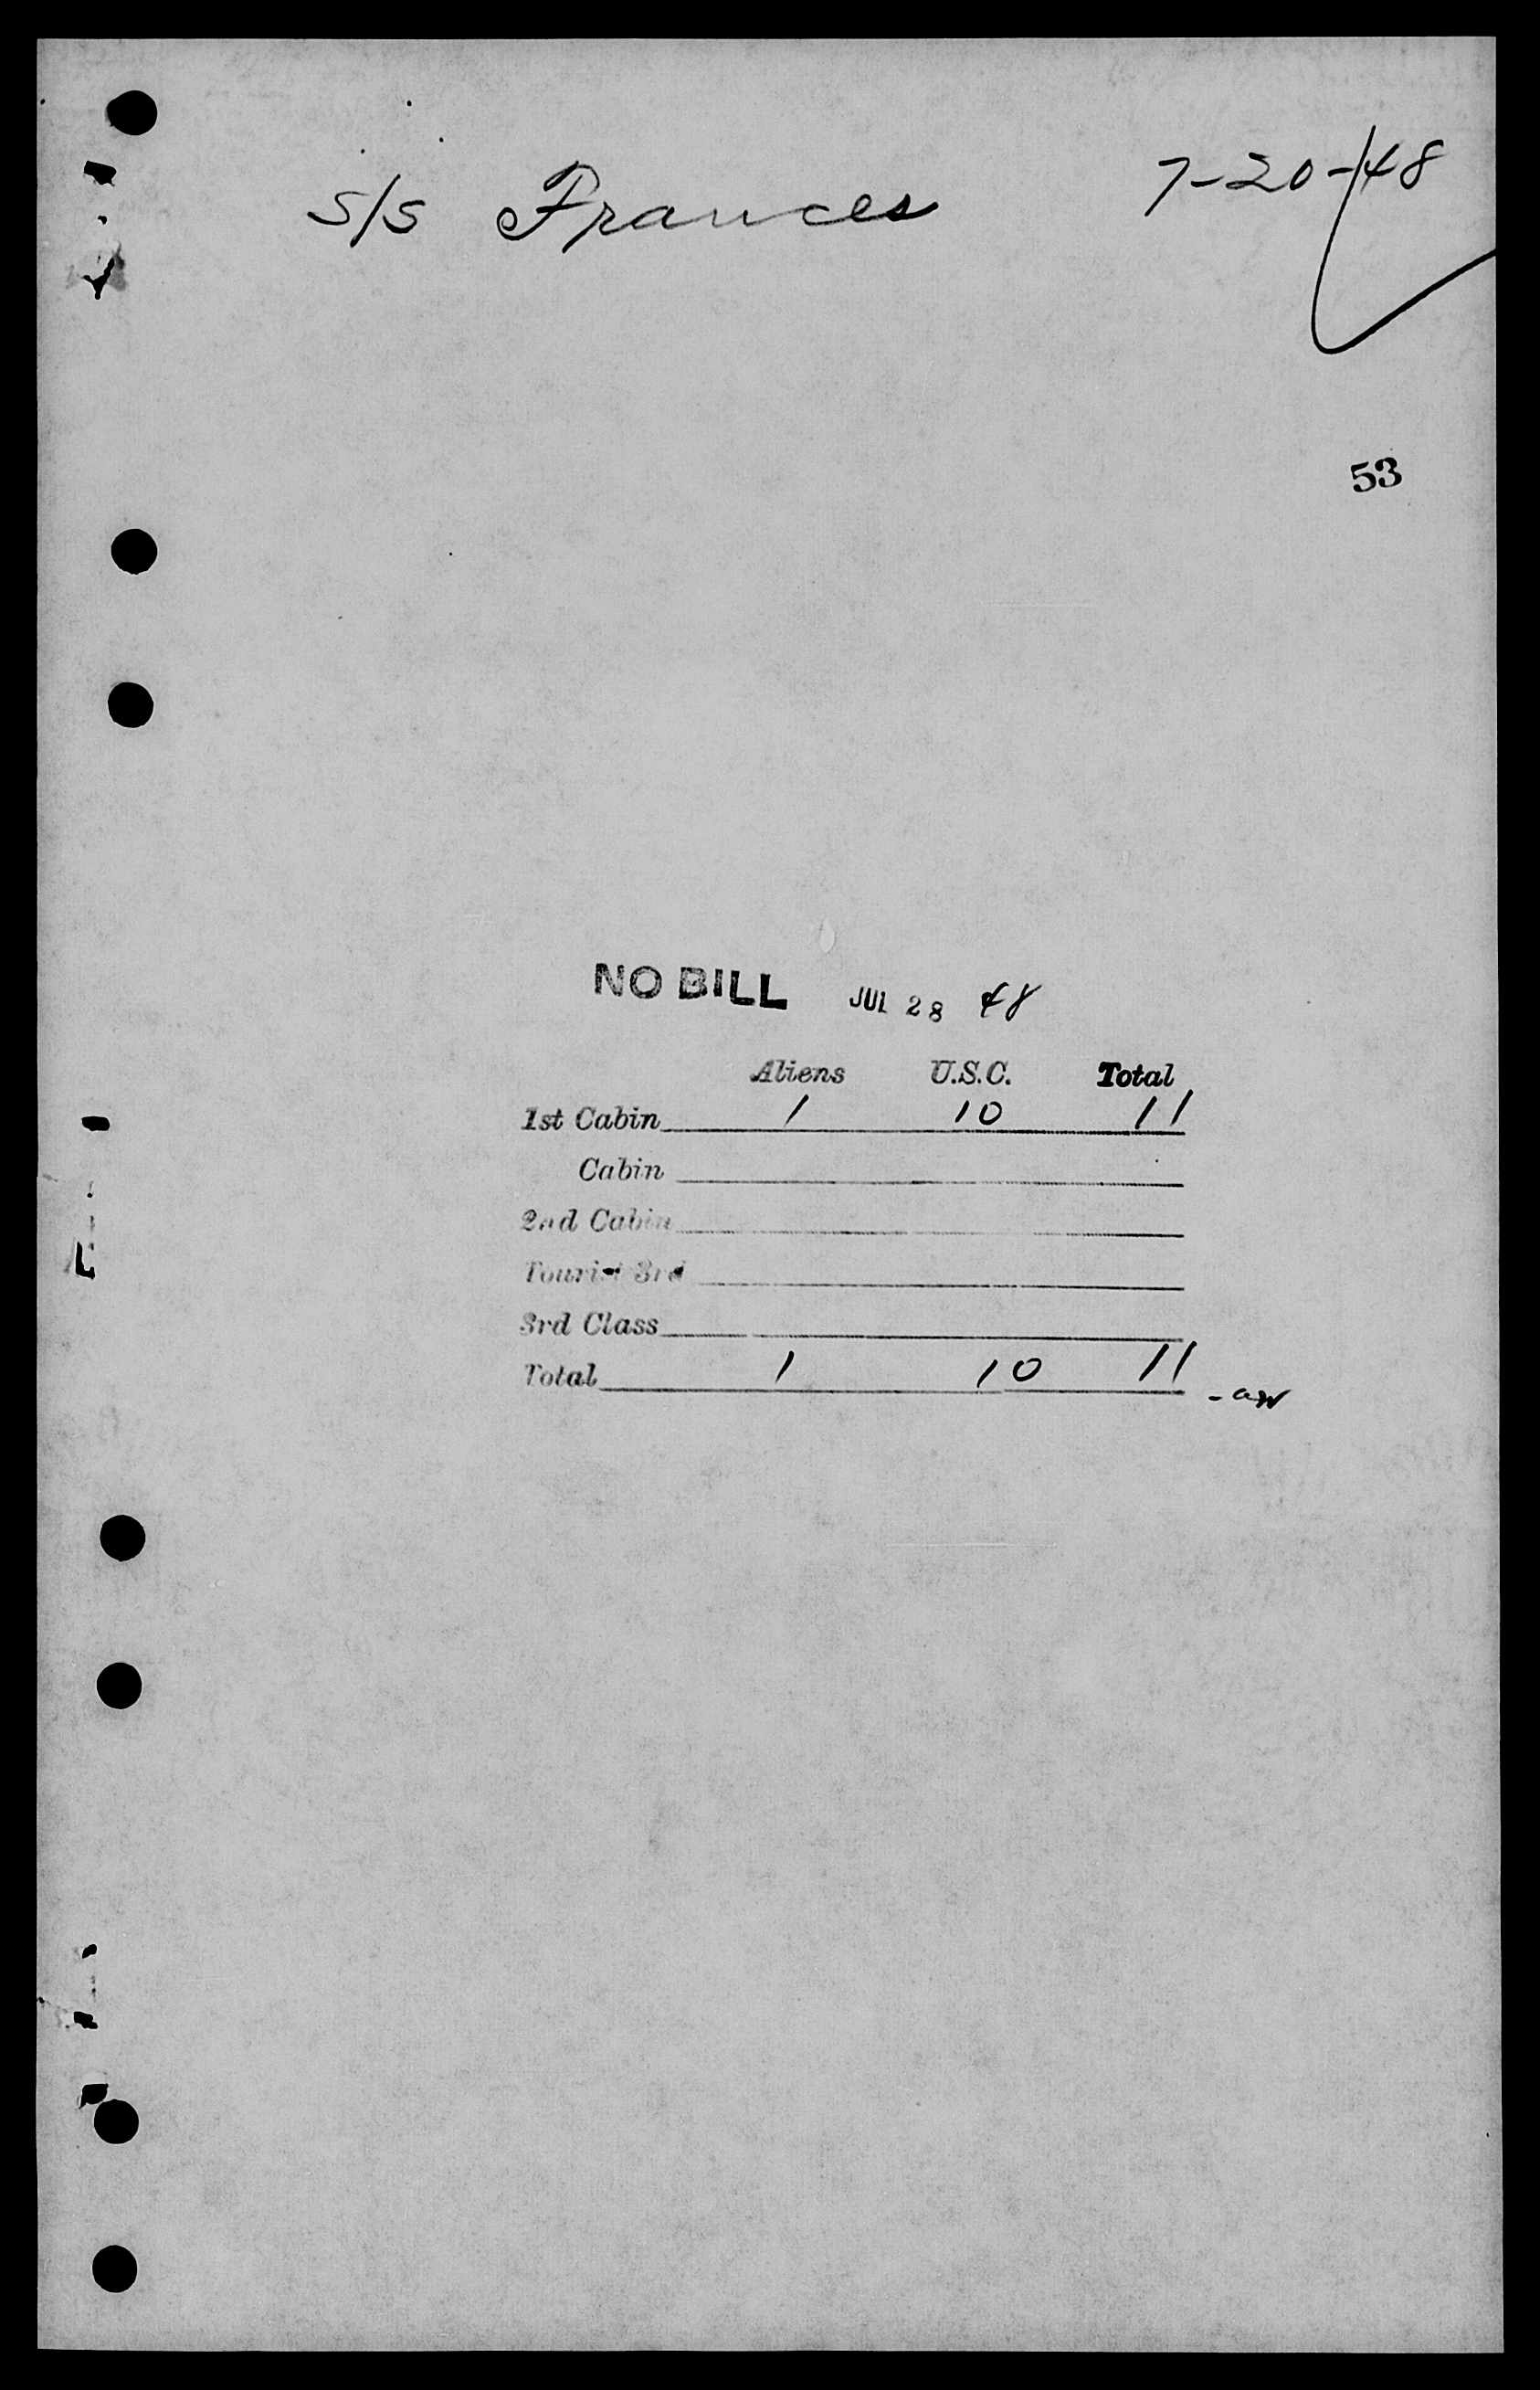 S/S Frances 7-20-48
53
NO BILL JUL 28 48
Aliens U.S.C. Total
1st Cabin 1 10 11
Cabin
2nd Cabin
Tourist 3rd
3rd Class
Total 1 10 11